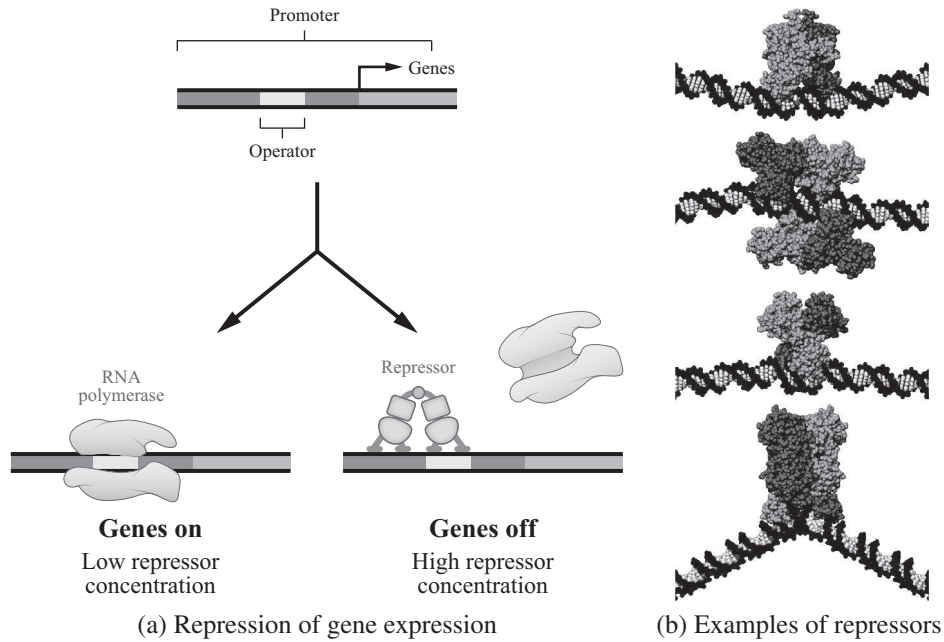 Promoter
Genes
Operator
RNA
polymerase
Repressor
Genes on
Low repressor
concentration
Genes off
High repressor
concentration
(a) Repression of gene expression
(b) Examples of repressors